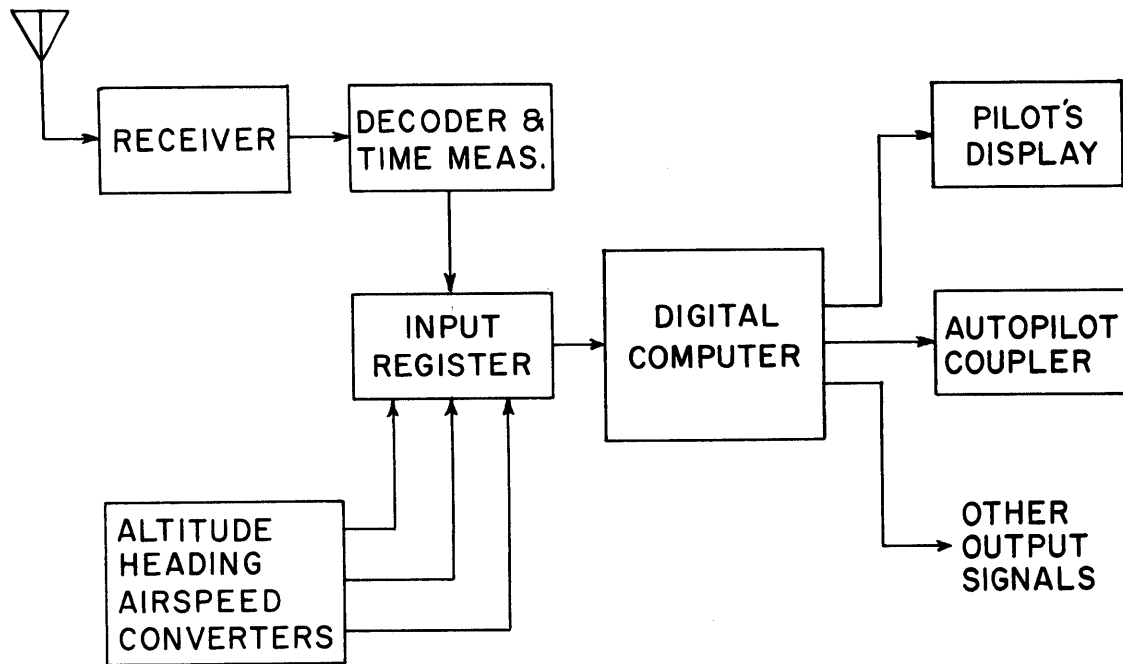 RECEIVER
DECODER &
TIME MEAS.
INPUT
REGISTER
ALTITUDE
HEADING
AIRSPEED
CONVERTERS
DIGITAL
COMPUTER
PILOT'S
DISPLAY
AUTOPILOT
COUPLER
OTHER
OUTPUT
SIGNALS